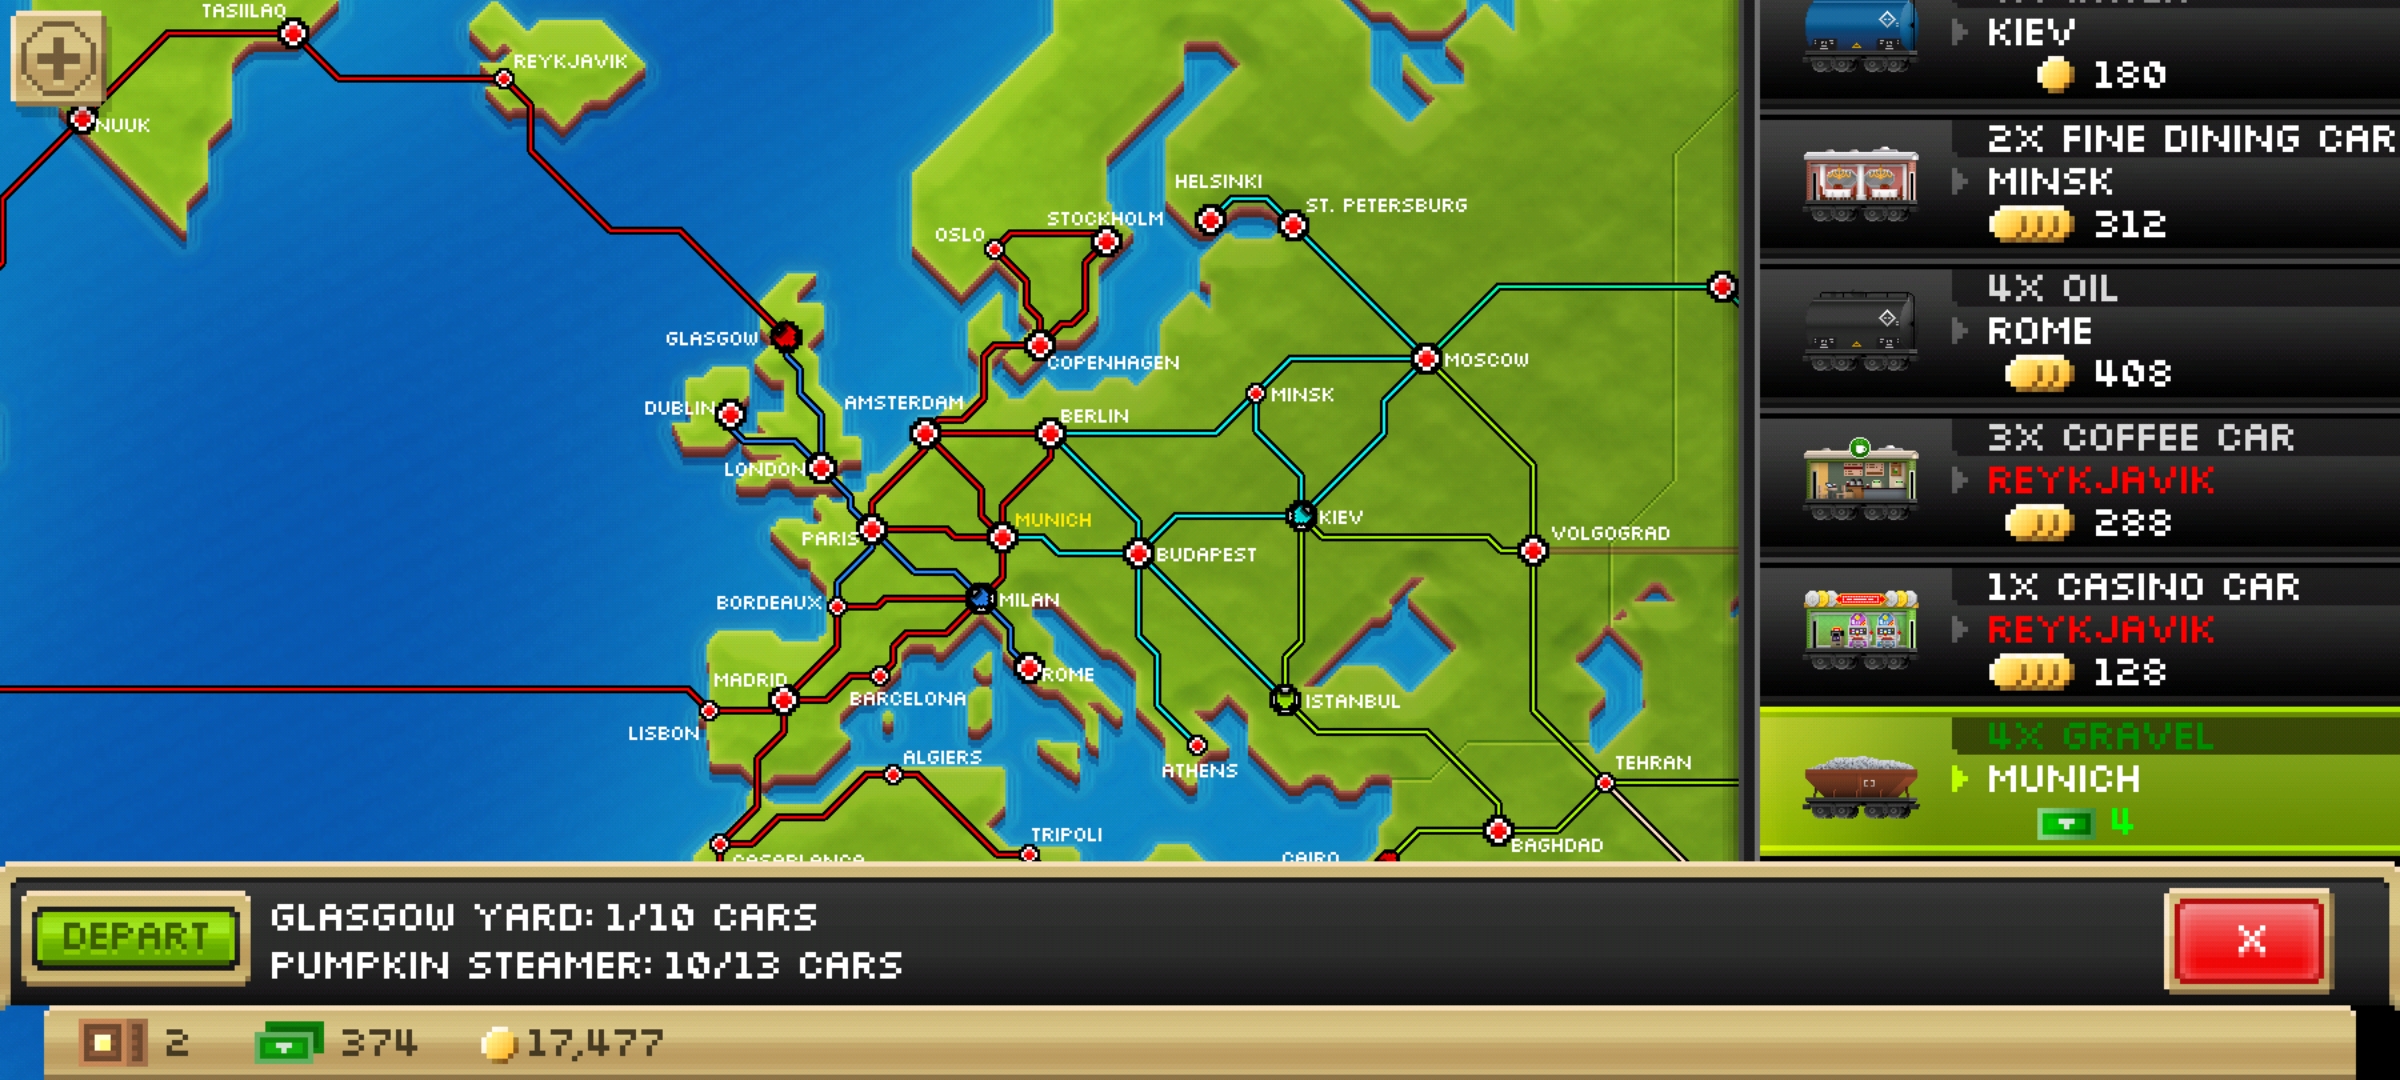 TASIILAQ
REYKJAVIK
NUUK
HELSINKI
ST. PETERSBURG
STOCKHOLM
OSLO
GLASGOW
COPENHAGEN
MOSCOW
MINSK
DUBLIN
AMSTERDAM
BERLIN
LONDON
MUNICH
KIEV
PARIS
BUDAPEST
VOLGOGRAD
BORDEAUX
MILAN
MADRID
ROME
BARCELONA
ISTANBUL
LISBON
ALGIERS
ATHENS
TEHRAN
TRIPOLI
BAGHDAD
CASABLANCA
CAIRO
KIEV
180
2X FINE DINING CAR
MINSK
312
4X OIL
ROME
408
3X COFFEE CAR
REYKJAVIK
288
1X CASINO CAR
REYKJAVIK
128
4X GRAVEL
MUNICH
4
DEPART
GLASGOW YARD: 1/10 CARS
PUMPKIN STEAMER: 10/13 CARS
X
2
374
17,477